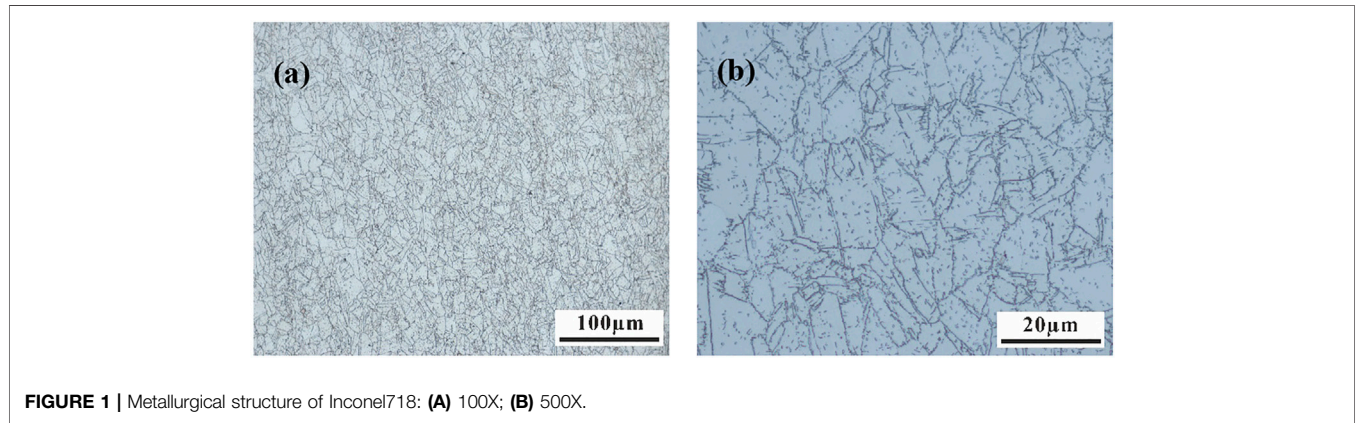 (a)
100μm
(b)
20μm
FIGURE 1 | Metallurgical structure of Inconel718: (A) 100X; (B) 500X.